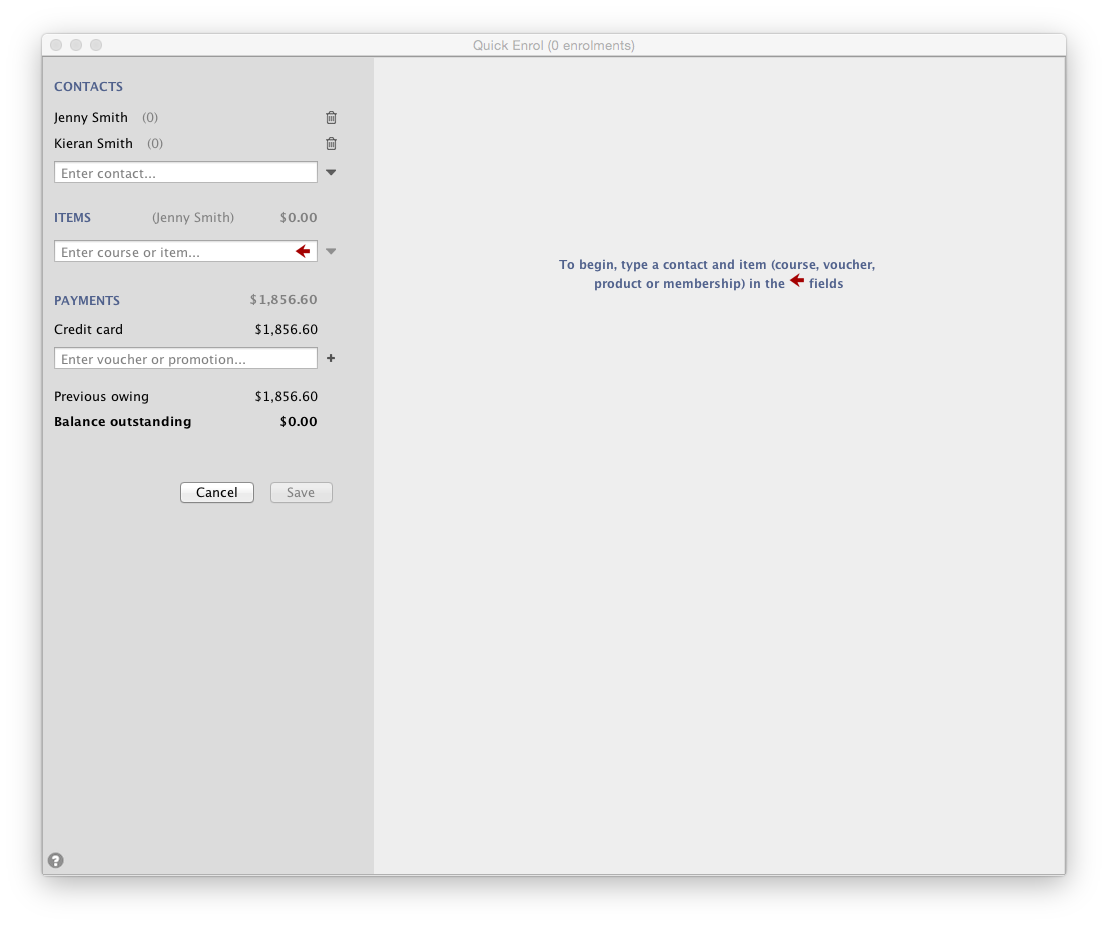 Quick Enrol (0 enrolments)
CONTACTS
Jenny Smith (0)
Kieran Smith (0)
Enter contact...
ITEMS (Jenny Smith) $0.00
Enter course or item...
PAYMENTS $1,856.60
Credit card $1,856.60
Enter voucher or promotion...
Previous owing $1,856.60
Balance outstanding $0.00
Cancel Save
?
To begin, type a contact and item (course, voucher,
product or membership) in the fields